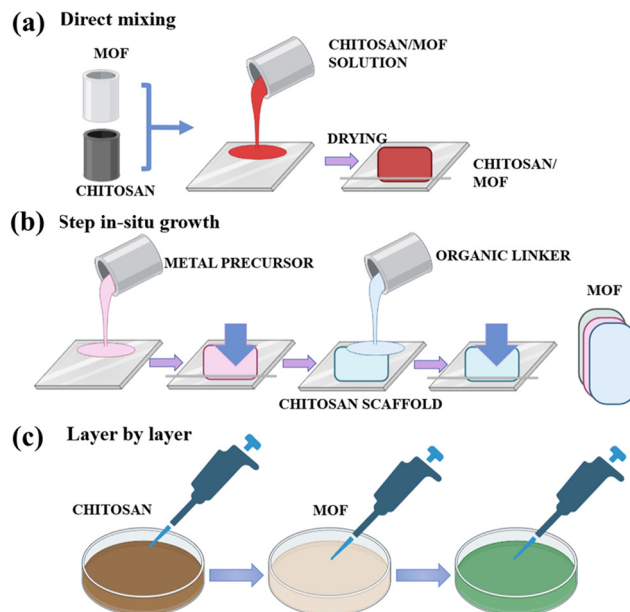 (a) Direct mixing
MOF
CHITOSAN
CHITOSAN/MOF
SOLUTION
DRYING
CHITOSAN/
MOF
(b) Step in-situ growth
METAL PRECURSOR
ORGANIC LINKER
MOF
CHITOSAN SCAFFOLD
(c) Layer by layer
CHITOSAN
MOF